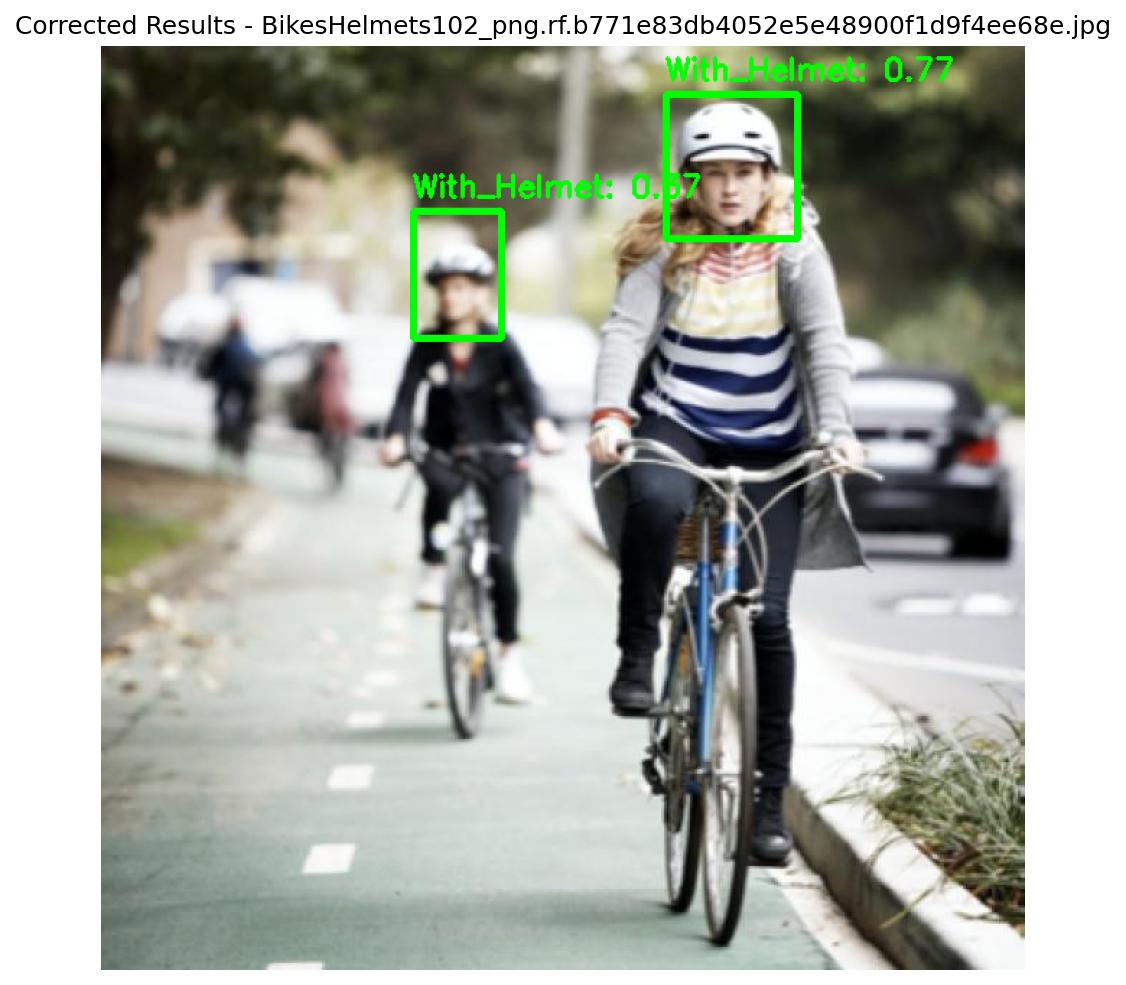 Corrected Results - BikesHelmets102_png.rf.b771e83db4052e5e48900f1d9f4ee68e.jpg
With_Helmet: 0.77
With_Helmet: